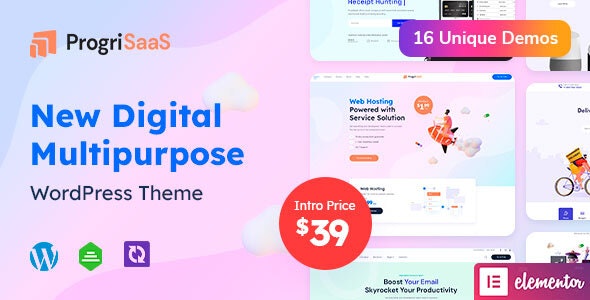 ProgriSaaS
New Digital
Multipurpose
WordPress Theme
Receipt Hunting
16 Unique Demos
ProgriSaaS
Web Hosting
Powered with
Service Solution
Web Hosting
Intro Price
$39
Boost Your Email
Skyrocket Your Productivity
elementor